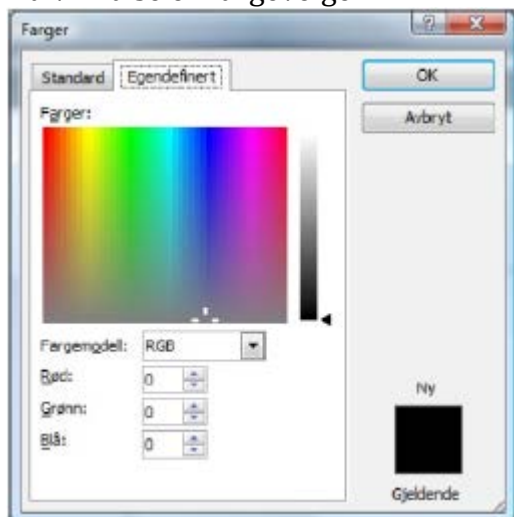 Farger
Standard
Egendefinert
OK
Avbryt
Farger:
Fargemodell: RGB
Rød: 0
Grønn: 0
Blå: 0
Ny
Gjeldende